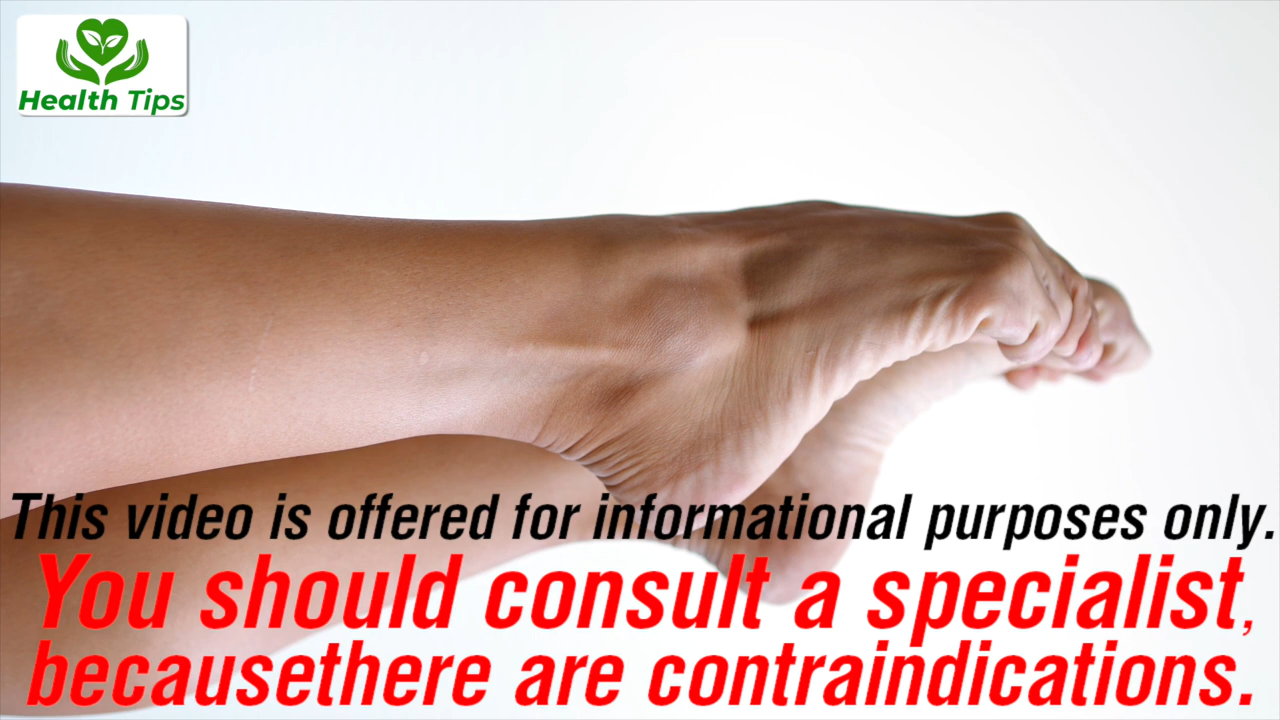 Health Tips
This video is offered for informational purposes only.
You should consult a specialist,
becausethere are contraindications.